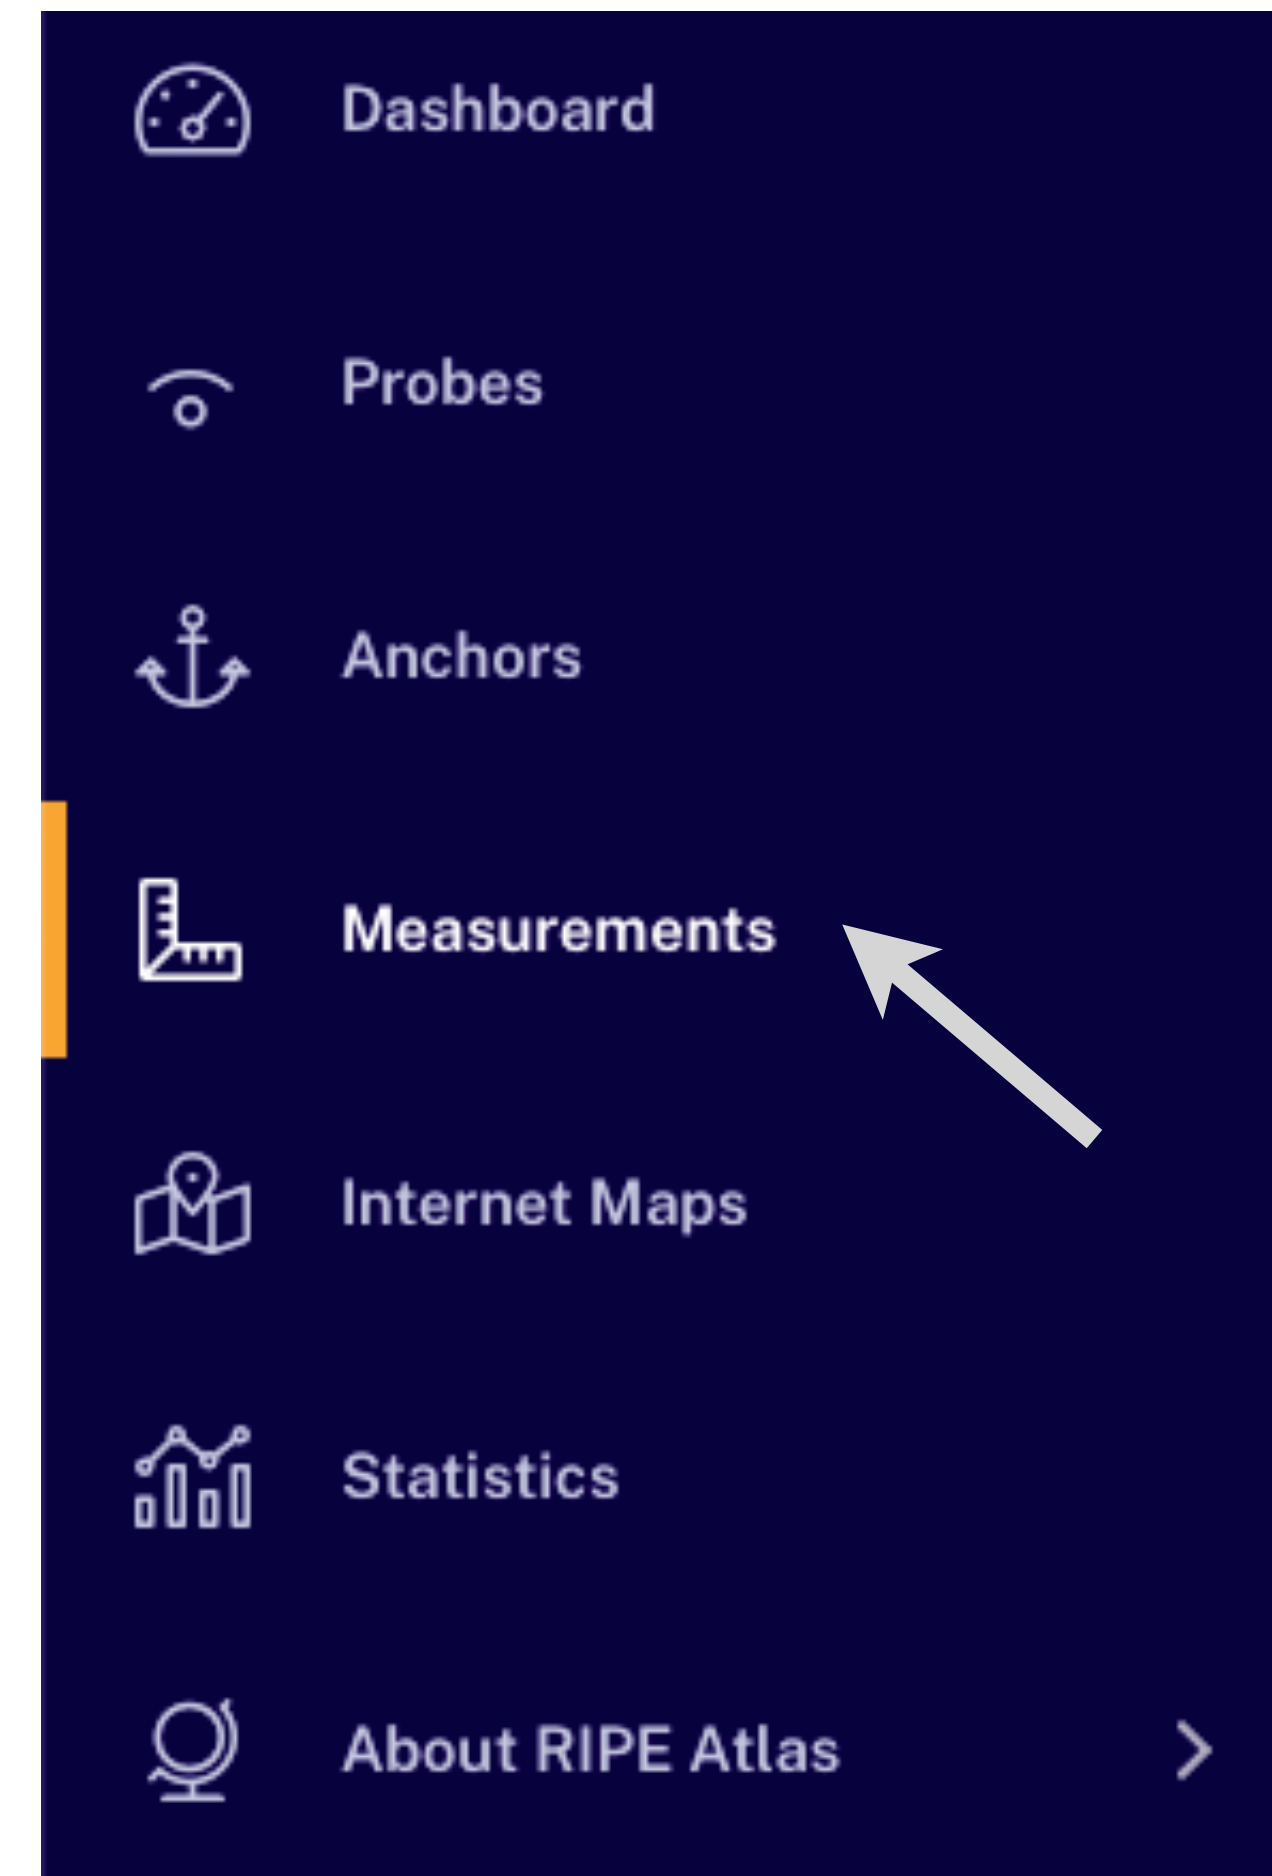 Dashboard
Probes
Anchors
Measurements
Internet Maps
Statistics
About RIPE Atlas